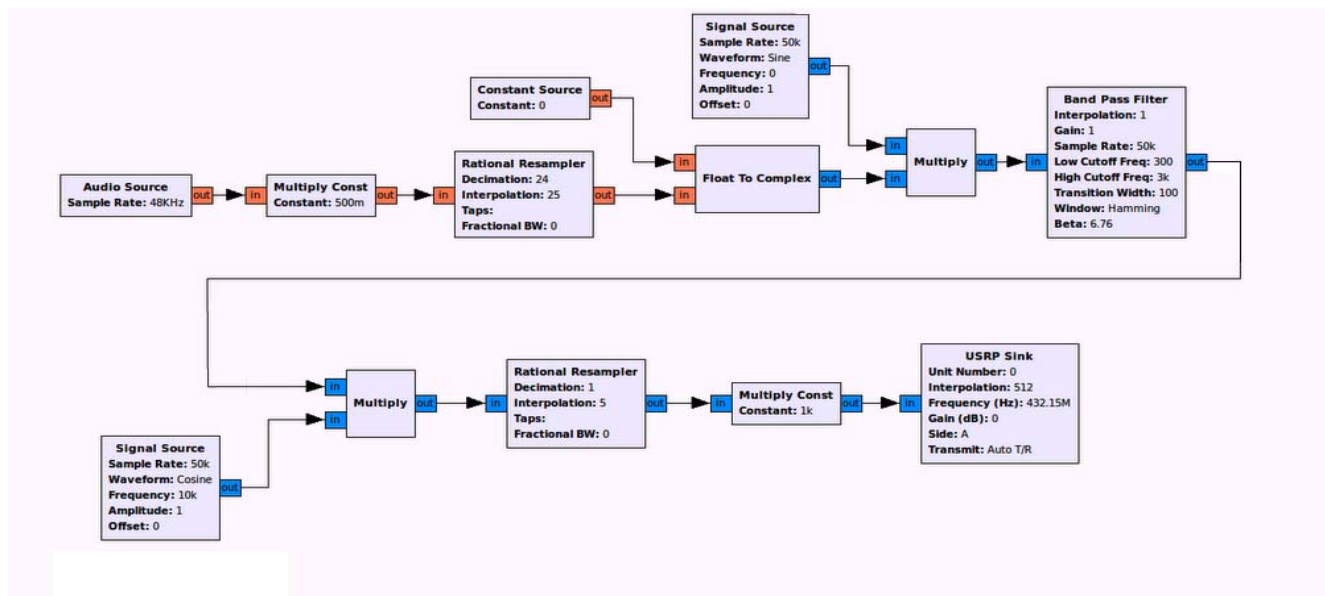 Signal Source
Sample Rate: 50k
Waveform: Sine
Frequency: 0
Amplitude: 1
Offset: 0
out
Constant Source
Constant: 0
out
Audio Source
Sample Rate: 48KHz
out
in
Multiply Const
Constant: 500m
out
in
Rational Resampler
Decimation: 24
Interpolation: 25
Taps:
Fractional BW: 0
out
in
in
Float To Complex
out
in
in
Multiply
out
in
Band Pass Filter
Interpolation: 1
Gain: 1
Sample Rate: 50k
Low Cutoff Freq: 300
High Cutoff Freq: 3k
Transition Width: 100
Window: Hamming
Beta: 6.76
out
Signal Source
Sample Rate: 50k
Waveform: Cosine
Frequency: 10k
Amplitude: 1
Offset: 0
out
in
in
Multiply
out
in
Rational Resampler
Decimation: 1
Interpolation: 5
Taps:
Fractional BW: 0
out
in
Multiply Const
Constant: 1k
out
in
USRP Sink
Unit Number: 0
Interpolation: 512
Frequency (Hz): 432.15M
Gain (dB): 0
Side: A
Transmit: Auto T/R